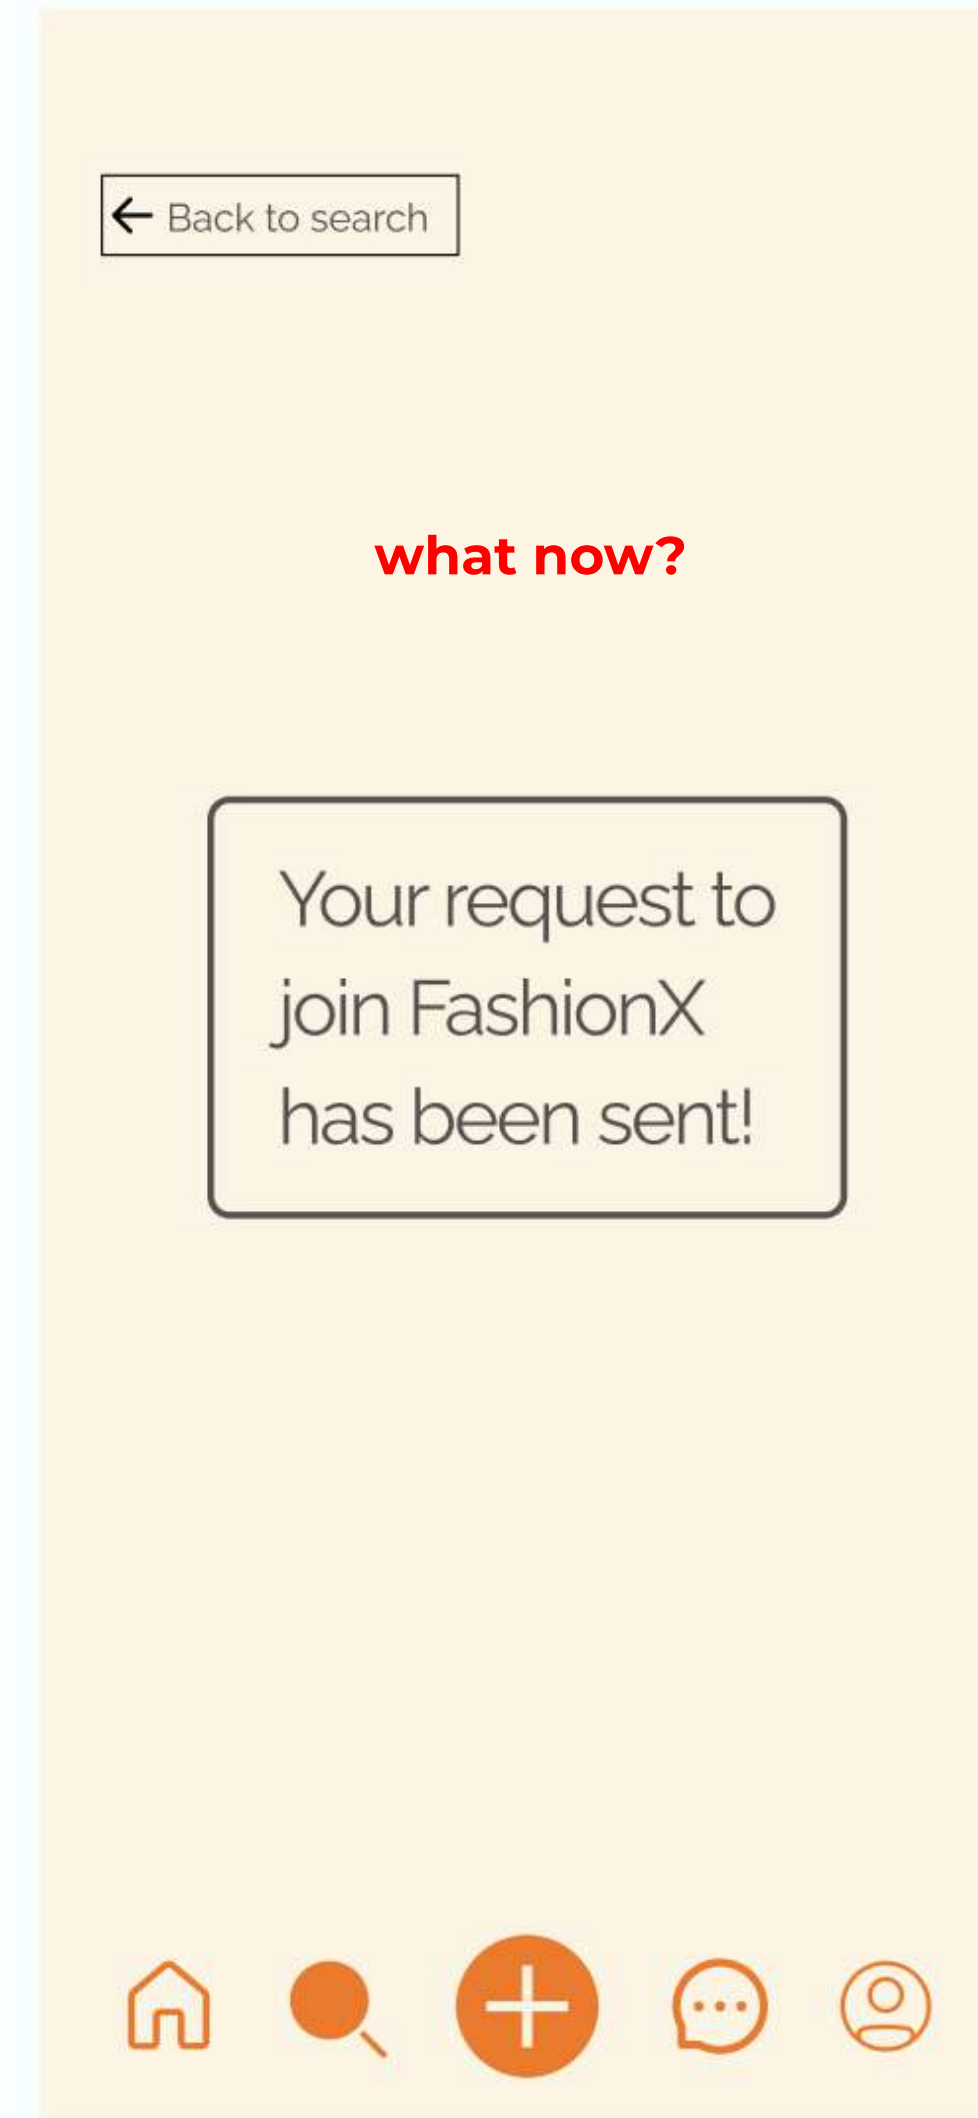 Back to search
what now?
Your request to
join FashionX
has been sent!